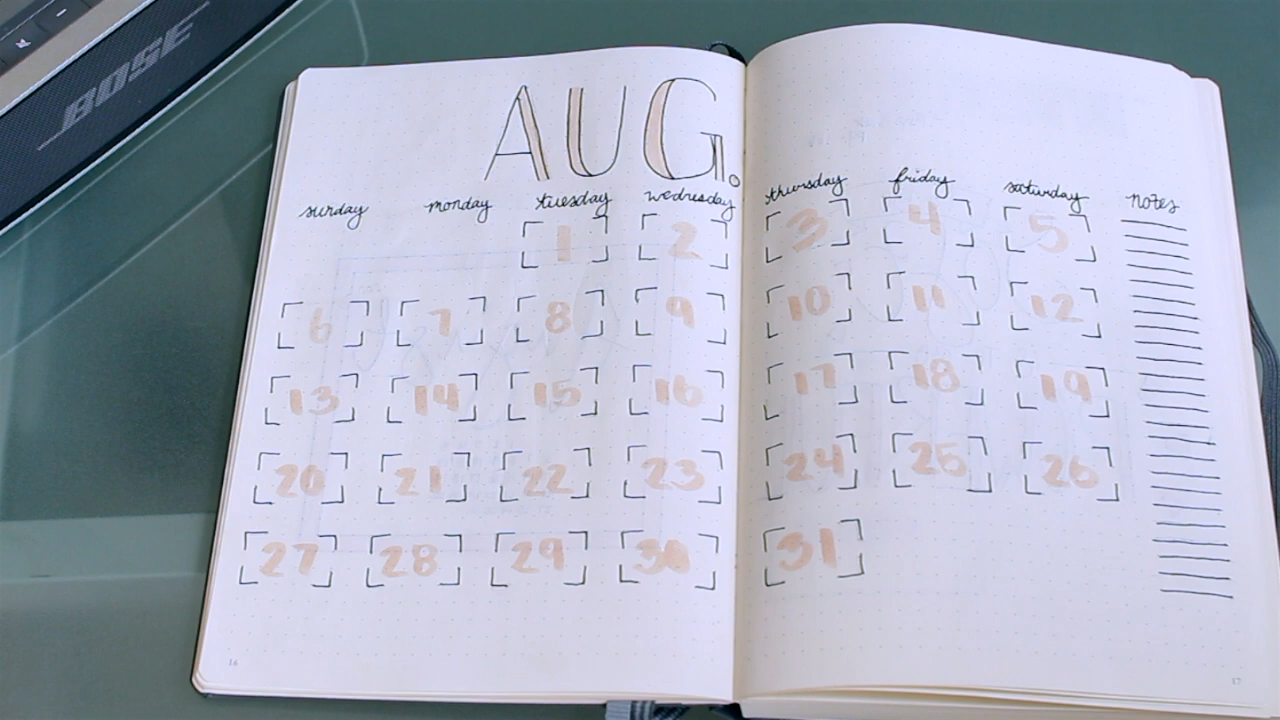 BOSE
AUG.
sunday monday tuesday wednesday thursday friday saturday notes
1 2 3 4 5
6 7 8 9 10 11 12
13 14 15 16 17 18 19
20 21 22 23 24 25 26
27 28 29 30 31
16 17